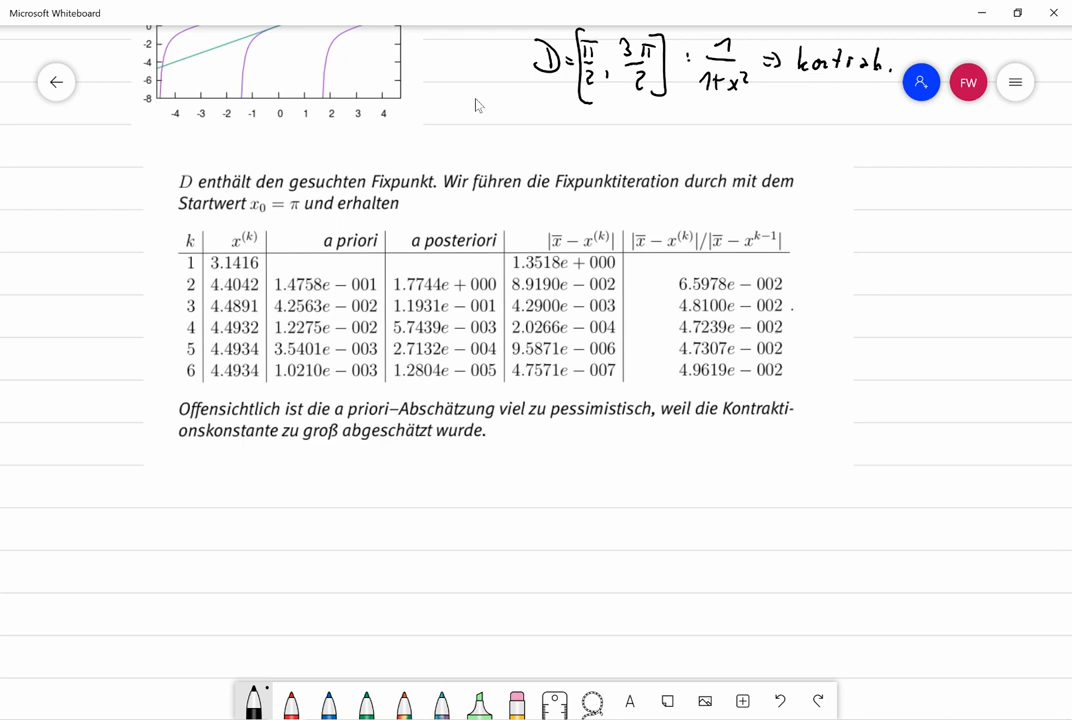 Microsoft Whiteboard
0
-2
-4
-6
-8
-4 -3 -2 -1 0 1 2 3 4
D = [π/2, 3π/2] : 1/1+x² ⇒ kontrah.
FW
D enthält den gesuchten Fixpunkt. Wir führen die Fixpunktiteration durch mit dem
Startwert x₀ = π und erhalten
k x⁽ᵏ⁾ a priori a posteriori |x̅ − x⁽ᵏ⁾| |x̅ − x⁽ᵏ⁾|/|x̅ − xᵏ⁻¹|
1 3.1416 1.3518e + 000
2 4.4042 1.4758e − 001 1.7744e + 000 8.9190e − 002 6.5978e − 002
3 4.4891 4.2563e − 002 1.1931e − 001 4.2900e − 003 4.8100e − 002 .
4 4.4932 1.2275e − 002 5.7439e − 003 2.0266e − 004 4.7239e − 002
5 4.4934 3.5401e − 003 2.7132e − 004 9.5871e − 006 4.7307e − 002
6 4.4934 1.0210e − 003 1.2804e − 005 4.7571e − 007 4.9619e − 002
Offensichtlich ist die a priori–Abschätzung viel zu pessimistisch, weil die Kontrakti-
onskonstante zu groß abgeschätzt wurde.
A